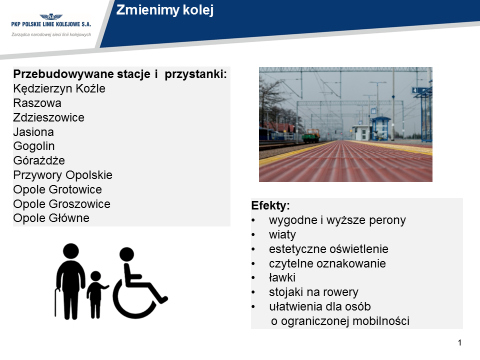 Zmienimy kolej
PKP POLSKIE LINIE KOLEJOWE S.A.
Zarządca narodowej sieci linii kolejowych
Przebudowywane stacje i przystanki:
Kędzierzyn Koźle
Raszowa
Zdzieszowice
Jasiona
Gogolin
Górażdże
Przywory Opolskie
Opole Grotowice
Opole Groszowice
Opole Główne
Efekty:
• wygodne i wyższe perony
• wiaty
• estetyczne oświetlenie
• czytelne oznakowanie
• ławki
• stojaki na rowery
• ułatwienia dla osób
o ograniczonej mobilności
1